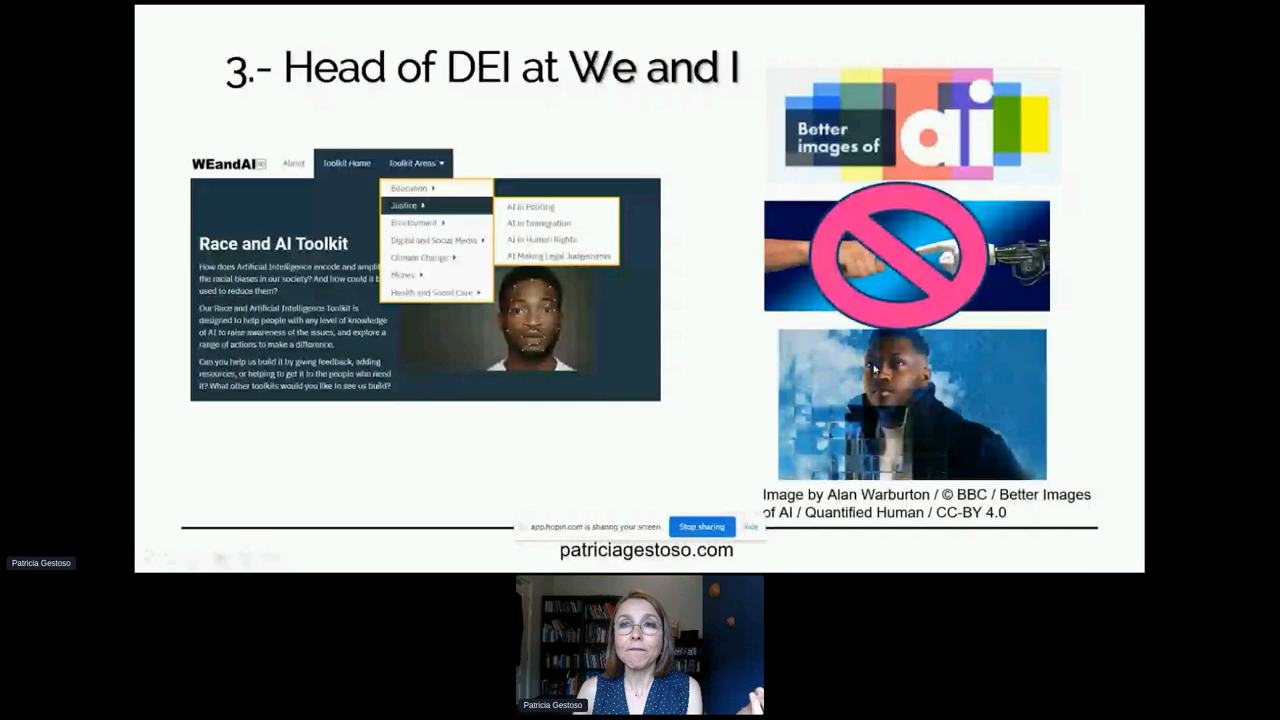 3.- Head of DEI at We and I
Better
images of
ai
WEandAI
About
Toolkit Home
Toolkit Areas
Education
Justice
Employment
Digital and Social Media
Climate Change
Money
Health and Social Care
AI in Policing
AI in Immigration
AI in Human Rights
AI Making Legal Judgements
Race and AI Toolkit
How does Artificial Intelligence encode and
the racial biases in our society? And how could it
used to reduce them?
Our Race and Artificial Intelligence Toolkit is
designed to help people with any level of knowledge
of AI to raise awareness of the issues, and explore a
range of actions to make a difference.
Can you help us build it by giving feedback, adding
resources, or helping to get it to the people who need
it? What other toolkits would you like to see us build?
Image by Alan Warburton / © BBC / Better Images
of AI / Quantified Human / CC-BY 4.0
app.hopin.com is sharing your screen
Stop sharing
Hide
patriciagestoso.com
Patricia Gestoso
Patricia Gestoso